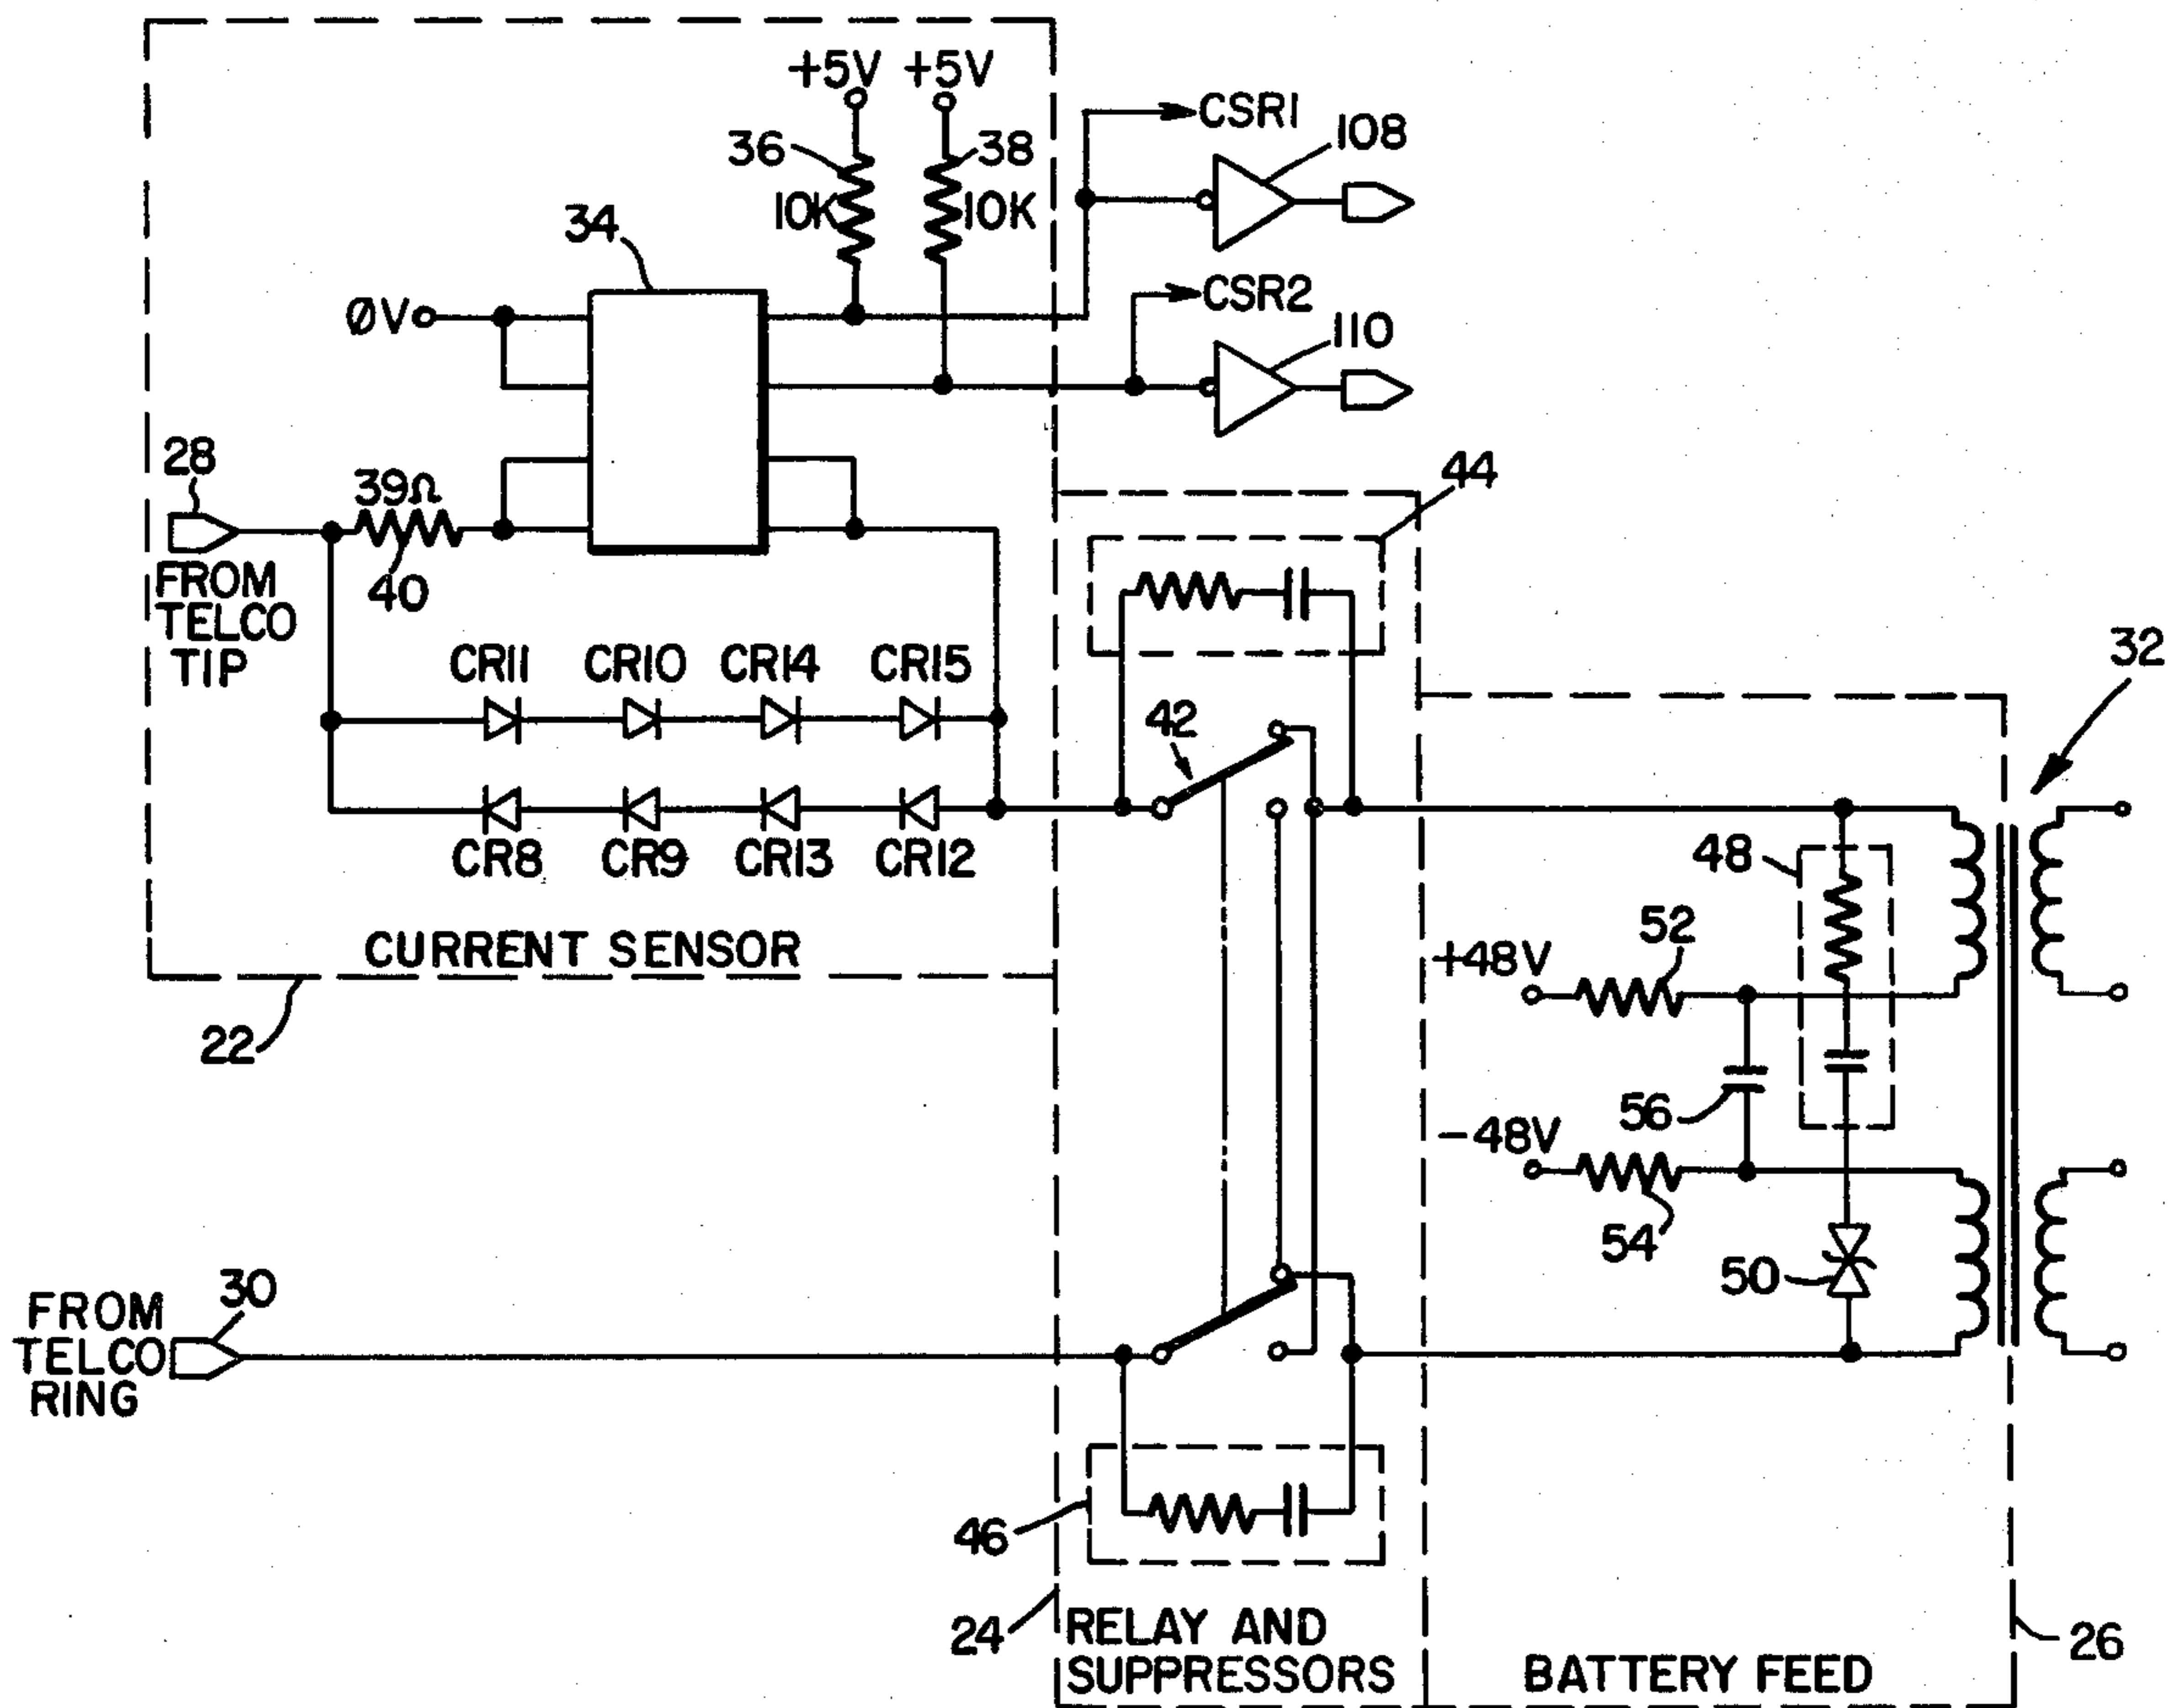 +5V +5V
CSR1
108
36
38
10K
10K
34
CSR2
ØV
110
28
39Ω
44
FROM
TELCO
TIP
40
32
CR11 CR10 CR14 CR15
42
CR8 CR9 CR13 CR12
48
52
CURRENT SENSOR
+48V
22
56
-48V
54
50
30
FROM
TELCO
RING
46
24
RELAY AND
SUPPRESSORS
BATTERY FEED
26